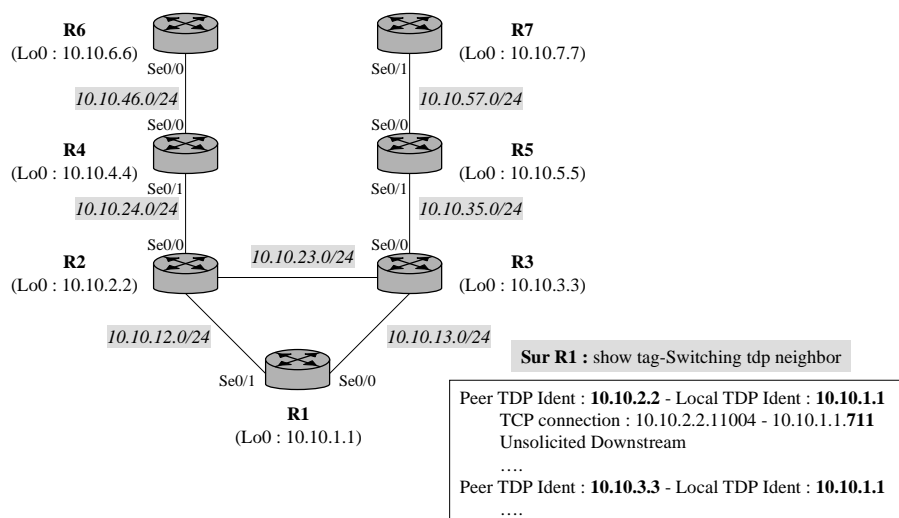 R6
(Lo0 : 10.10.6.6)
Se0/0
R7
(Lo0 : 10.10.7.7)
Se0/1
10.10.46.0/24
10.10.57.0/24
Se0/0
R4
(Lo0 : 10.10.4.4)
Se0/1
Se0/0
R5
(Lo0 : 10.10.5.5)
Se0/1
10.10.24.0/24
10.10.35.0/24
Se0/0
R2
(Lo0 : 10.10.2.2)
10.10.23.0/24
Se0/0
R3
(Lo0 : 10.10.3.3)
10.10.12.0/24
10.10.13.0/24
Se0/1
Se0/0
R1
(Lo0 : 10.10.1.1)
Sur R1 : show tag-Switching tdp neighbor
Peer TDP Ident : 10.10.2.2 - Local TDP Ident : 10.10.1.1
TCP connection : 10.10.2.2.11004 - 10.10.1.1.711
Unsolicited Downstream
….
Peer TDP Ident : 10.10.3.3 - Local TDP Ident : 10.10.1.1
….